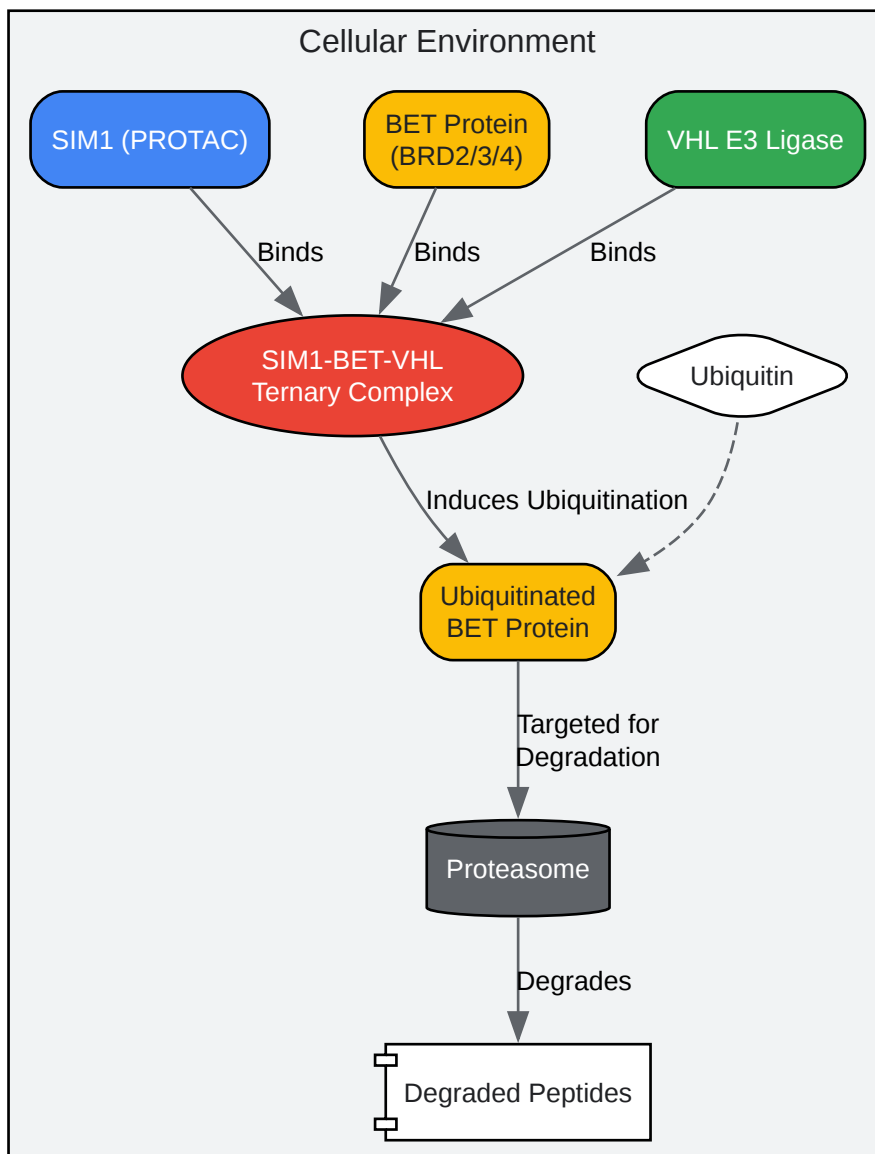 Cellular Environment
SIM1 (PROTAC)
BET Protein
(BRD2/3/4)
VHL E3 Ligase
Binds
Binds
Binds
SIM1-BET-VHL
Ternary Complex
Ubiquitin
Induces Ubiquitination
Ubiquitinated
BET Protein
Targeted for
Degradation
Proteasome
Degrades
Degraded Peptides